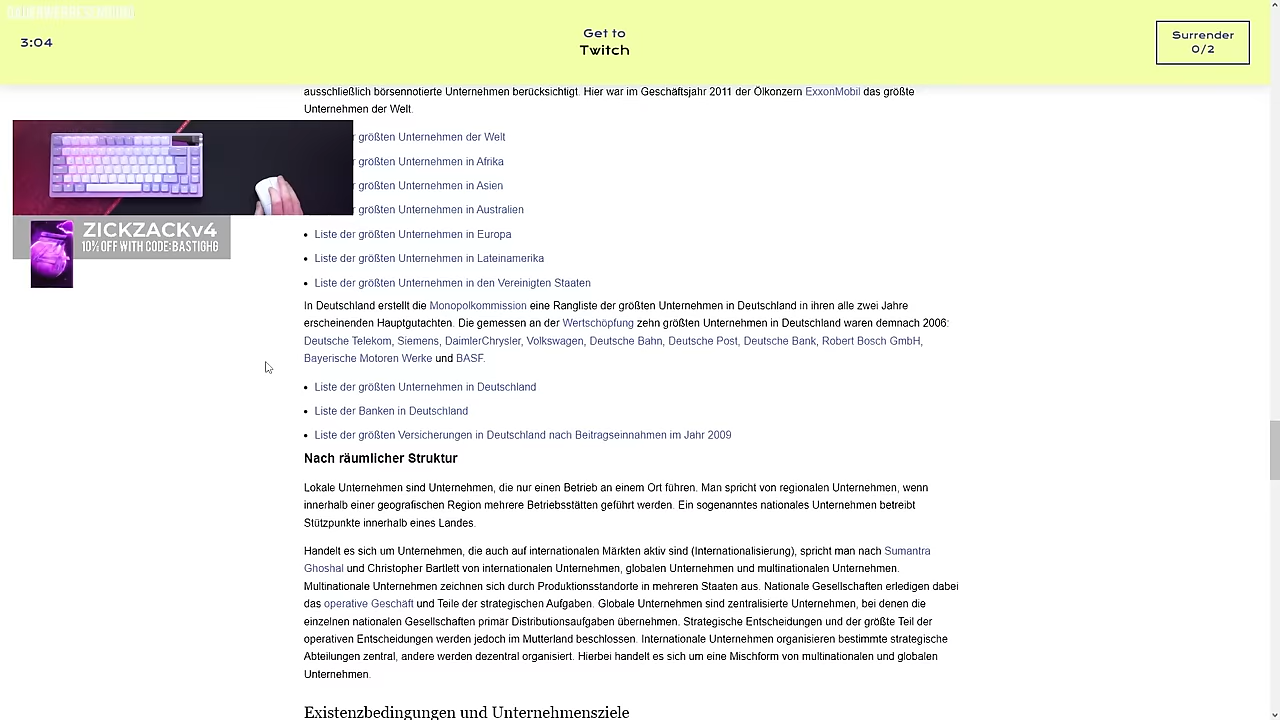 3:04
Get to
Twitch
Surrender
0/2
ausschließlich börsennotierte Unternehmen berücksichtigt. Hier war im Geschäftsjahr 2011 der Ölkonzern ExxonMobil das größte
Unternehmen der Welt.
größten Unternehmen der Welt
größten Unternehmen in Afrika
größten Unternehmen in Asien
größten Unternehmen in Australien
ZICKZACKv4
10% OFF WITH CODE:BASTIGHG
Liste der größten Unternehmen in Europa
Liste der größten Unternehmen in Lateinamerika
Liste der größten Unternehmen in den Vereinigten Staaten
In Deutschland erstellt die Monopolkommission eine Rangliste der größten Unternehmen in Deutschland in ihren alle zwei Jahre
erscheinenden Hauptgutachten. Die gemessen an der Wertschöpfung zehn größten Unternehmen in Deutschland waren demnach 2006:
Deutsche Telekom, Siemens, DaimlerChrysler, Volkswagen, Deutsche Bahn, Deutsche Post, Deutsche Bank, Robert Bosch GmbH,
Bayerische Motoren Werke und BASF.
Liste der größten Unternehmen in Deutschland
Liste der Banken in Deutschland
Liste der größten Versicherungen in Deutschland nach Beitragseinnahmen im Jahr 2009
Nach räumlicher Struktur
Lokale Unternehmen sind Unternehmen, die nur einen Betrieb an einem Ort führen. Man spricht von regionalen Unternehmen, wenn
innerhalb einer geografischen Region mehrere Betriebsstätten geführt werden. Ein sogenanntes nationales Unternehmen betreibt
Stützpunkte innerhalb eines Landes.
Handelt es sich um Unternehmen, die auch auf internationalen Märkten aktiv sind (Internationalisierung), spricht man nach Sumantra
Ghoshal und Christopher Bartlett von internationalen Unternehmen, globalen Unternehmen und multinationalen Unternehmen.
Multinationale Unternehmen zeichnen sich durch Produktionsstandorte in mehreren Staaten aus. Nationale Gesellschaften erledigen dabei
das operative Geschäft und Teile der strategischen Aufgaben. Globale Unternehmen sind zentralisierte Unternehmen, bei denen die
einzelnen nationalen Gesellschaften primär Distributionsaufgaben übernehmen. Strategische Entscheidungen und der größte Teil der
operativen Entscheidungen werden jedoch im Mutterland beschlossen. Internationale Unternehmen organisieren bestimmte strategische
Abteilungen zentral, andere werden dezentral organisiert. Hierbei handelt es sich um eine Mischform von multinationalen und globalen
Unternehmen.
Existenzbedingungen und Unternehmensziele